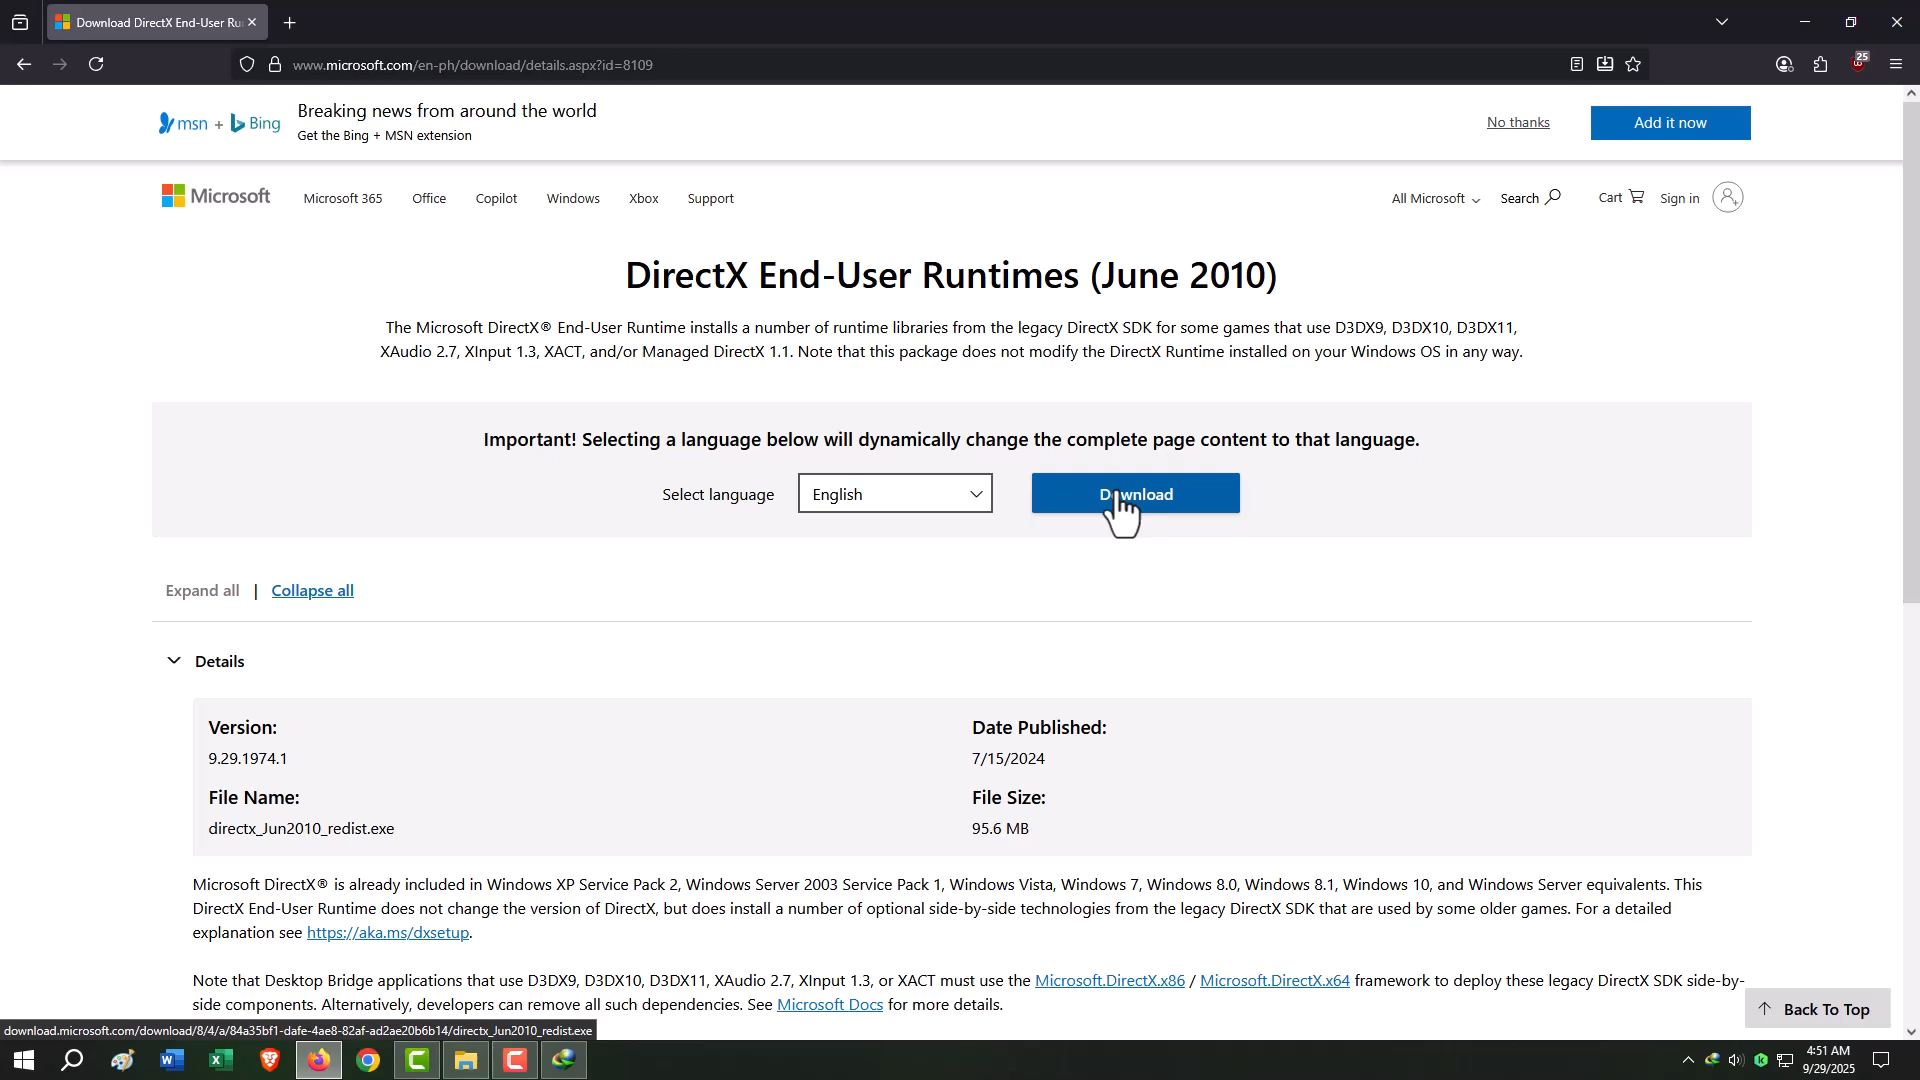 Download DirectX End-User Ru
www.microsoft.com/en-ph/download/details.aspx?id=8109
25
msn + Bing
Breaking news from around the world
Get the Bing + MSN extension
No thanks
Add it now
Microsoft
Microsoft 365
Office
Copilot
Windows
Xbox
Support
All Microsoft
Search
Cart
Sign in
DirectX End-User Runtimes (June 2010)
The Microsoft DirectX® End-User Runtime installs a number of runtime libraries from the legacy DirectX SDK for some games that use D3DX9, D3DX10, D3DX11,
XAudio 2.7, XInput 1.3, XACT, and/or Managed DirectX 1.1. Note that this package does not modify the DirectX Runtime installed on your Windows OS in any way.
Important! Selecting a language below will dynamically change the complete page content to that language.
Select language
English
Download
Expand all | Collapse all
Details
Version:
9.29.1974.1
Date Published:
7/15/2024
File Name:
directx_Jun2010_redist.exe
File Size:
95.6 MB
Microsoft DirectX® is already included in Windows XP Service Pack 2, Windows Server 2003 Service Pack 1, Windows Vista, Windows 7, Windows 8.0, Windows 8.1, Windows 10, and Windows Server equivalents. This
DirectX End-User Runtime does not change the version of DirectX, but does install a number of optional side-by-side technologies from the legacy DirectX SDK that are used by some older games. For a detailed
explanation see https://aka.ms/dxsetup.
Note that Desktop Bridge applications that use D3DX9, D3DX10, D3DX11, XAudio 2.7, XInput 1.3, or XACT must use the Microsoft.DirectX.x86 / Microsoft.DirectX.x64 framework to deploy these legacy DirectX SDK side-by-
side components. Alternatively, developers can remove all such dependencies. See Microsoft Docs for more details.
Back To Top
download.microsoft.com/download/8/4/a/84a35bf1-dafe-4ae8-82af-ad2ae20b6b14/directx_Jun2010_redist.exe
4:51 AM
9/29/2025